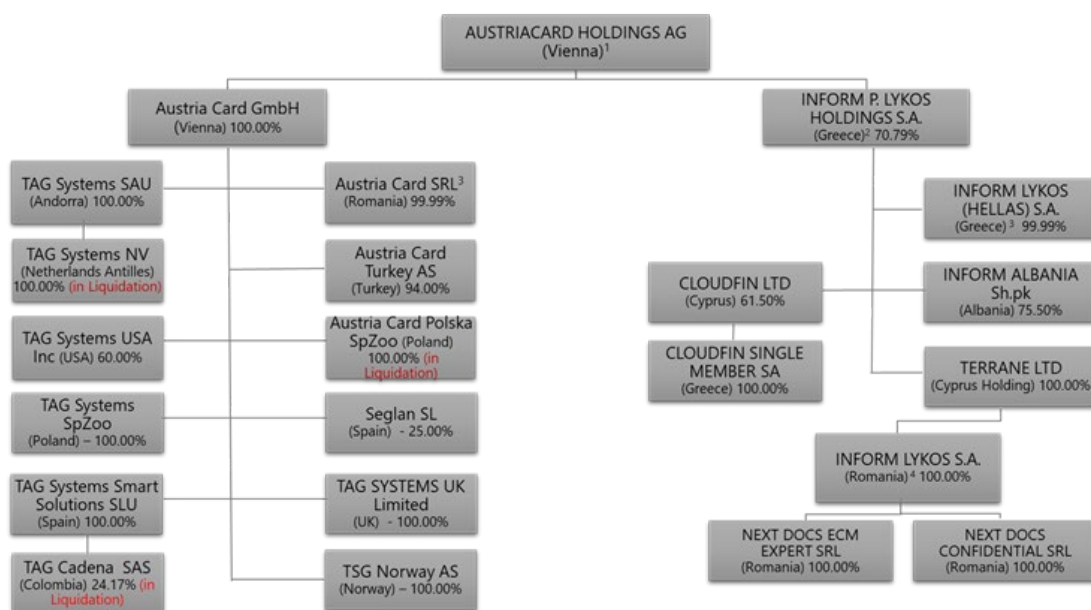 AUSTRIACARD HOLDINGS AG
(Vienna)¹
Austria Card GmbH
(Vienna) 100.00%
INFORM P. LYKOS
HOLDINGS S.A.
(Greece)² 70.79%
TAG Systems SAU
(Andorra) 100.00%
Austria Card SRL³
(Romania) 99.99%
TAG Systems NV
(Netherlands Antilles)
100.00% (in Liquidation)
Austria Card
Turkey AS
(Turkey) 94.00%
TAG Systems USA
Inc (USA) 60.00%
Austria Card Polska
SpZoo (Poland)
100.00% (in
Liquidation)
TAG Systems
SpZoo
(Poland) – 100.00%
Seglan SL
(Spain) - 25.00%
TAG Systems Smart
Solutions SLU
(Spain) 100.00%
TAG SYSTEMS UK
Limited
(UK) - 100.00%
TAG Cadena SAS
(Colombia) 24.17% (in
Liquidation)
TSG Norway AS
(Norway) – 100.00%
INFORM LYKOS
(HELLAS) S.A.
(Greece) ³ 99.99%
CLOUDFIN LTD
(Cyprus) 61.50%
INFORM ALBANIA
Sh.pk
(Albania) 75.50%
CLOUDFIN SINGLE
MEMBER SA
(Greece) 100.00%
TERRANE LTD
(Cyprus Holding) 100.00%
INFORM LYKOS S.A.
(Romania) ⁴ 100.00%
NEXT DOCS ECM
EXPERT SRL
(Romania) 100.00%
NEXT DOCS
CONFIDENTIAL SRL
(Romania) 100.00%